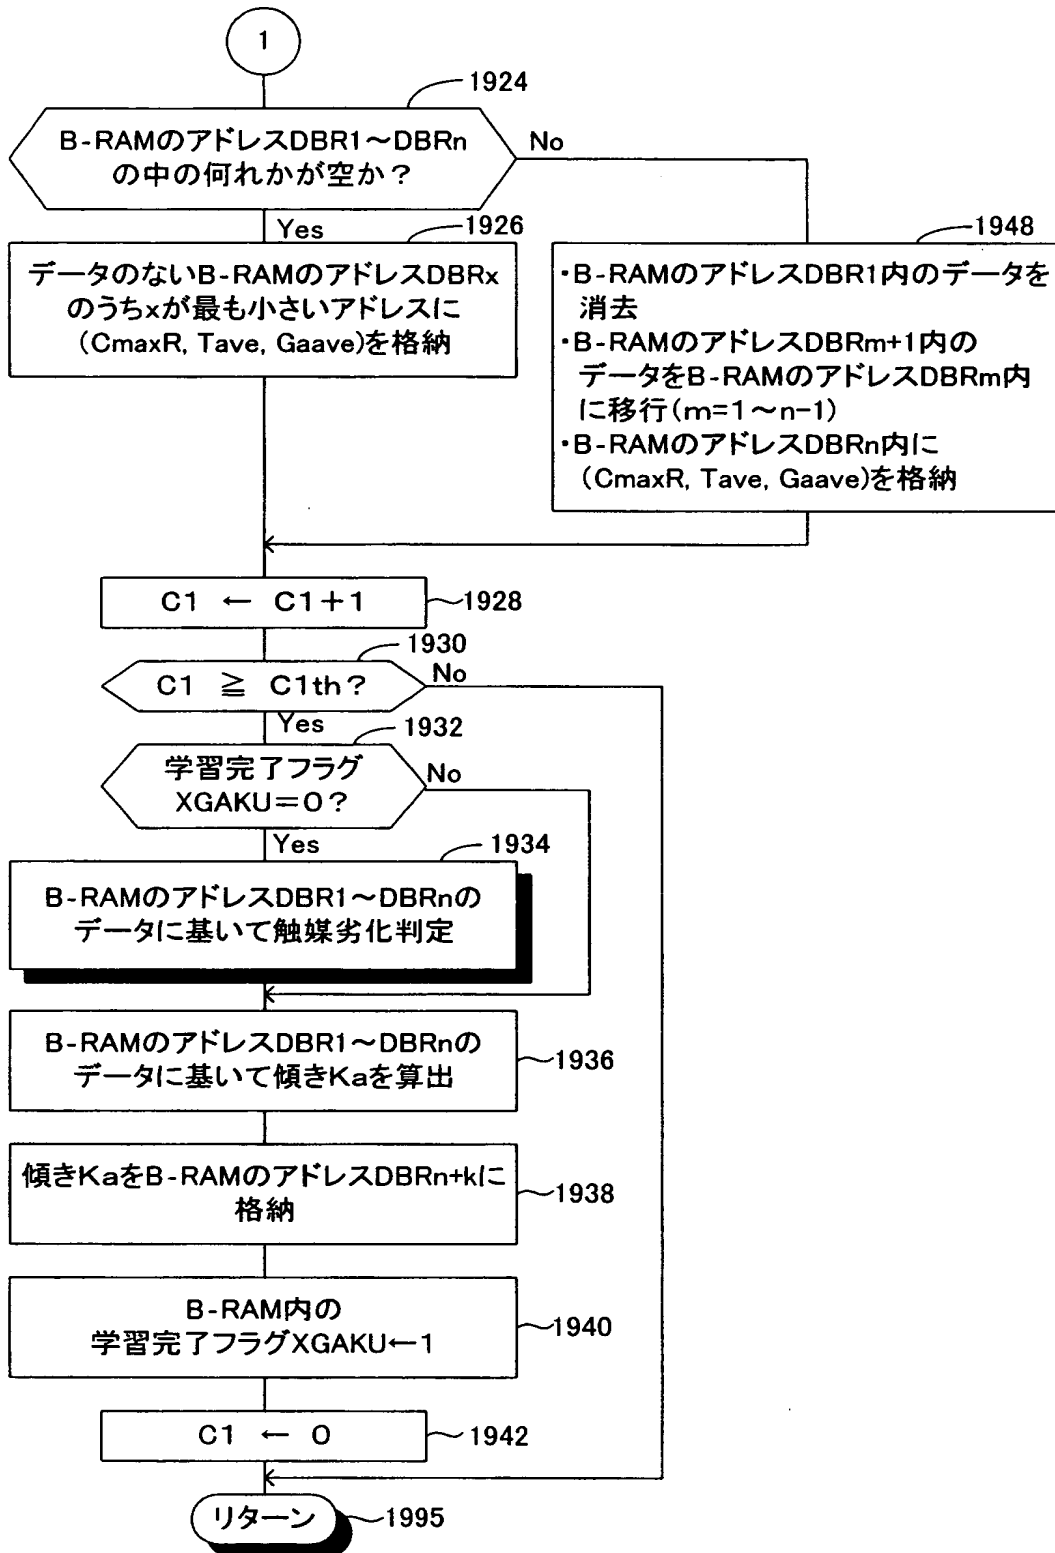 1
1924
B-RAMのアドレスDBR1～DBRn
の中の何れかが空か？
No
Yes
1926
データのないB-RAMのアドレスDBRx
のうちxが最も小さいアドレスに
(CmaxR, Tave, Gaave)を格納
1948
・B-RAMのアドレスDBR1内のデータを
消去
・B-RAMのアドレスDBRm+1内の
データをB-RAMのアドレスDBRm内
に移行(m=1～n-1)
・B-RAMのアドレスDBRn内に
(CmaxR, Tave, Gaave)を格納
C1 ← C1+1
1928
1930
C1 ≧ C1th?
No
Yes
1932
学習完了フラグ
XGAKU=0?
No
Yes
1934
B-RAMのアドレスDBR1～DBRnの
データに基いて触媒劣化判定
B-RAMのアドレスDBR1～DBRnの
データに基いて傾きKaを算出
1936
傾きKaをB-RAMのアドレスDBRn+kに
格納
1938
B-RAM内の
学習完了フラグXGAKU←1
1940
C1 ← 0
1942
リターン
1995